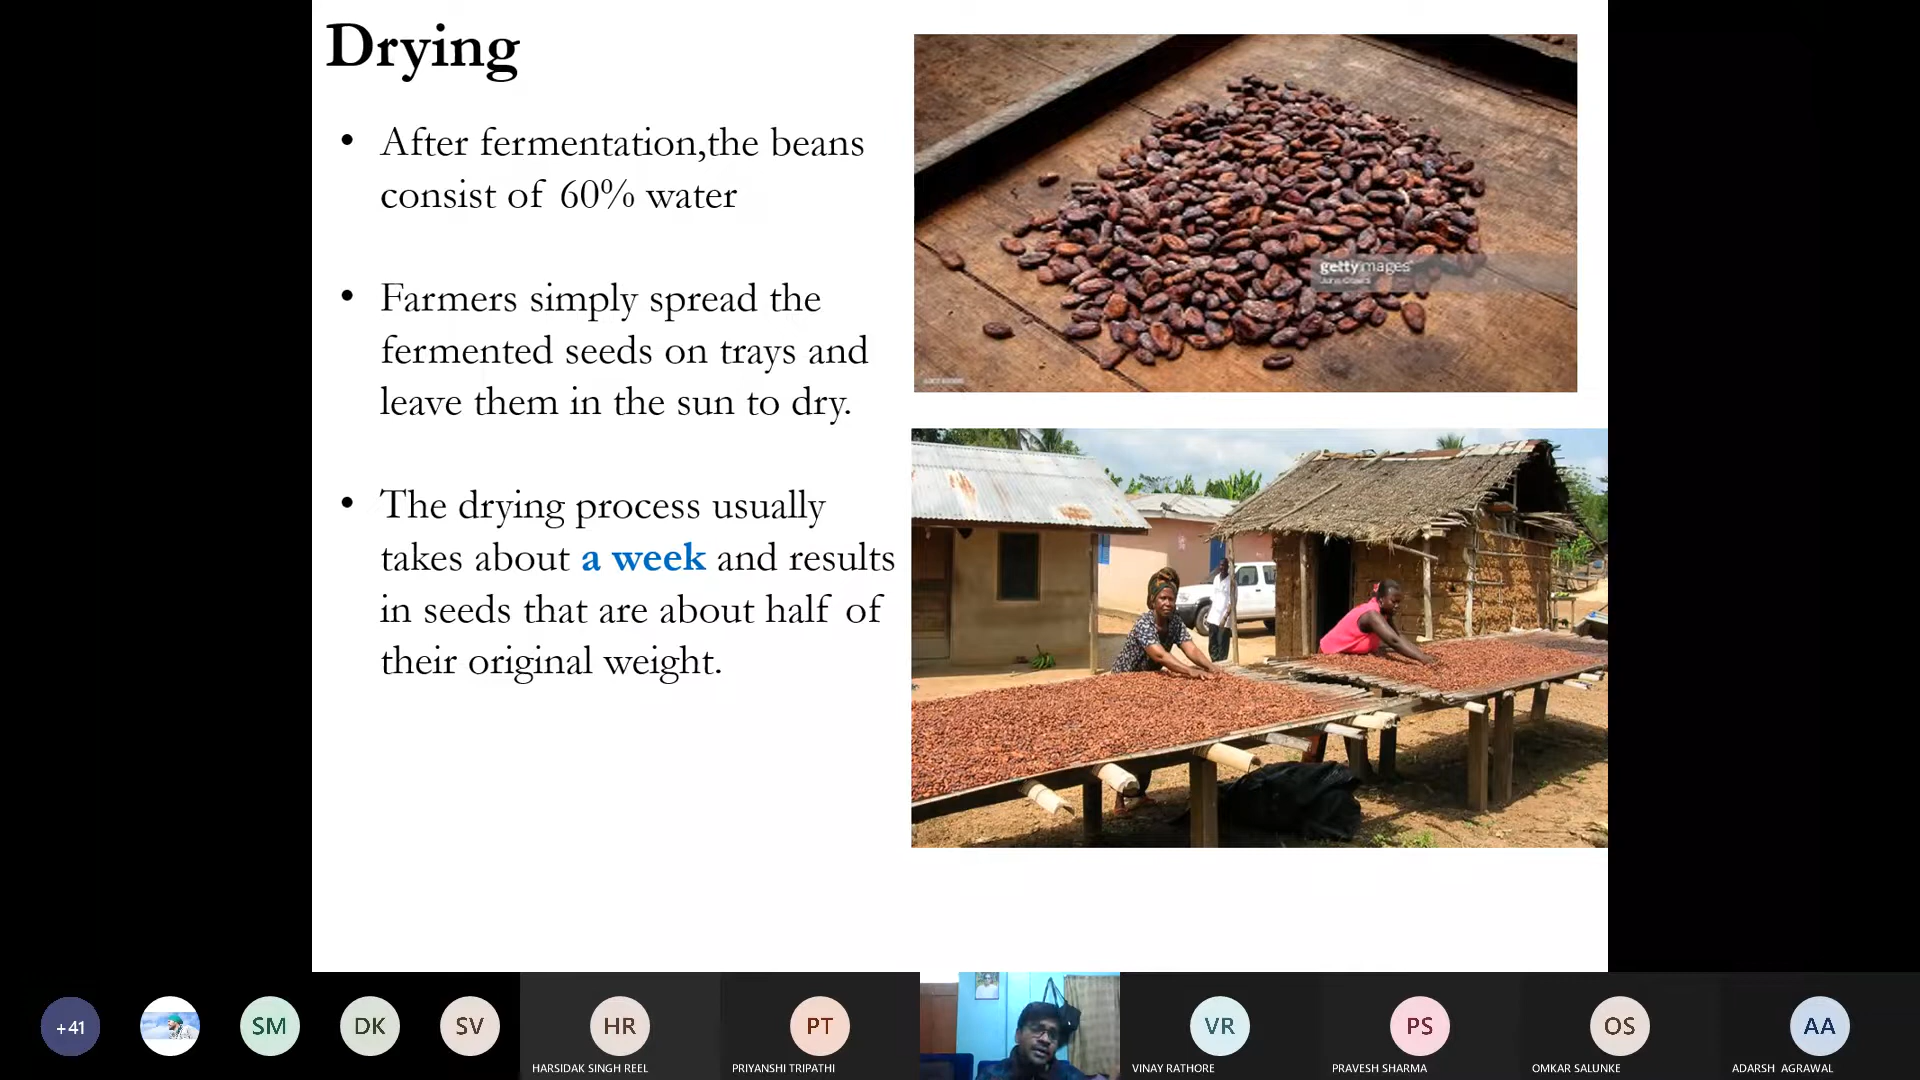 Drying
• After fermentation,the beans
consist of 60% water
• Farmers simply spread the
fermented seeds on trays and
leave them in the sun to dry.
• The drying process usually
takes about a week and results
in seeds that are about half of
their original weight.
gettyimages
+41
SM
DK
SV
HR
HARSIDAK SINGH REEL
PT
PRIYANSHI TRIPATHI
VR
VINAY RATHORE
PS
PRAVESH SHARMA
OS
OMKAR SALUNKE
AA
ADARSH AGRAWAL